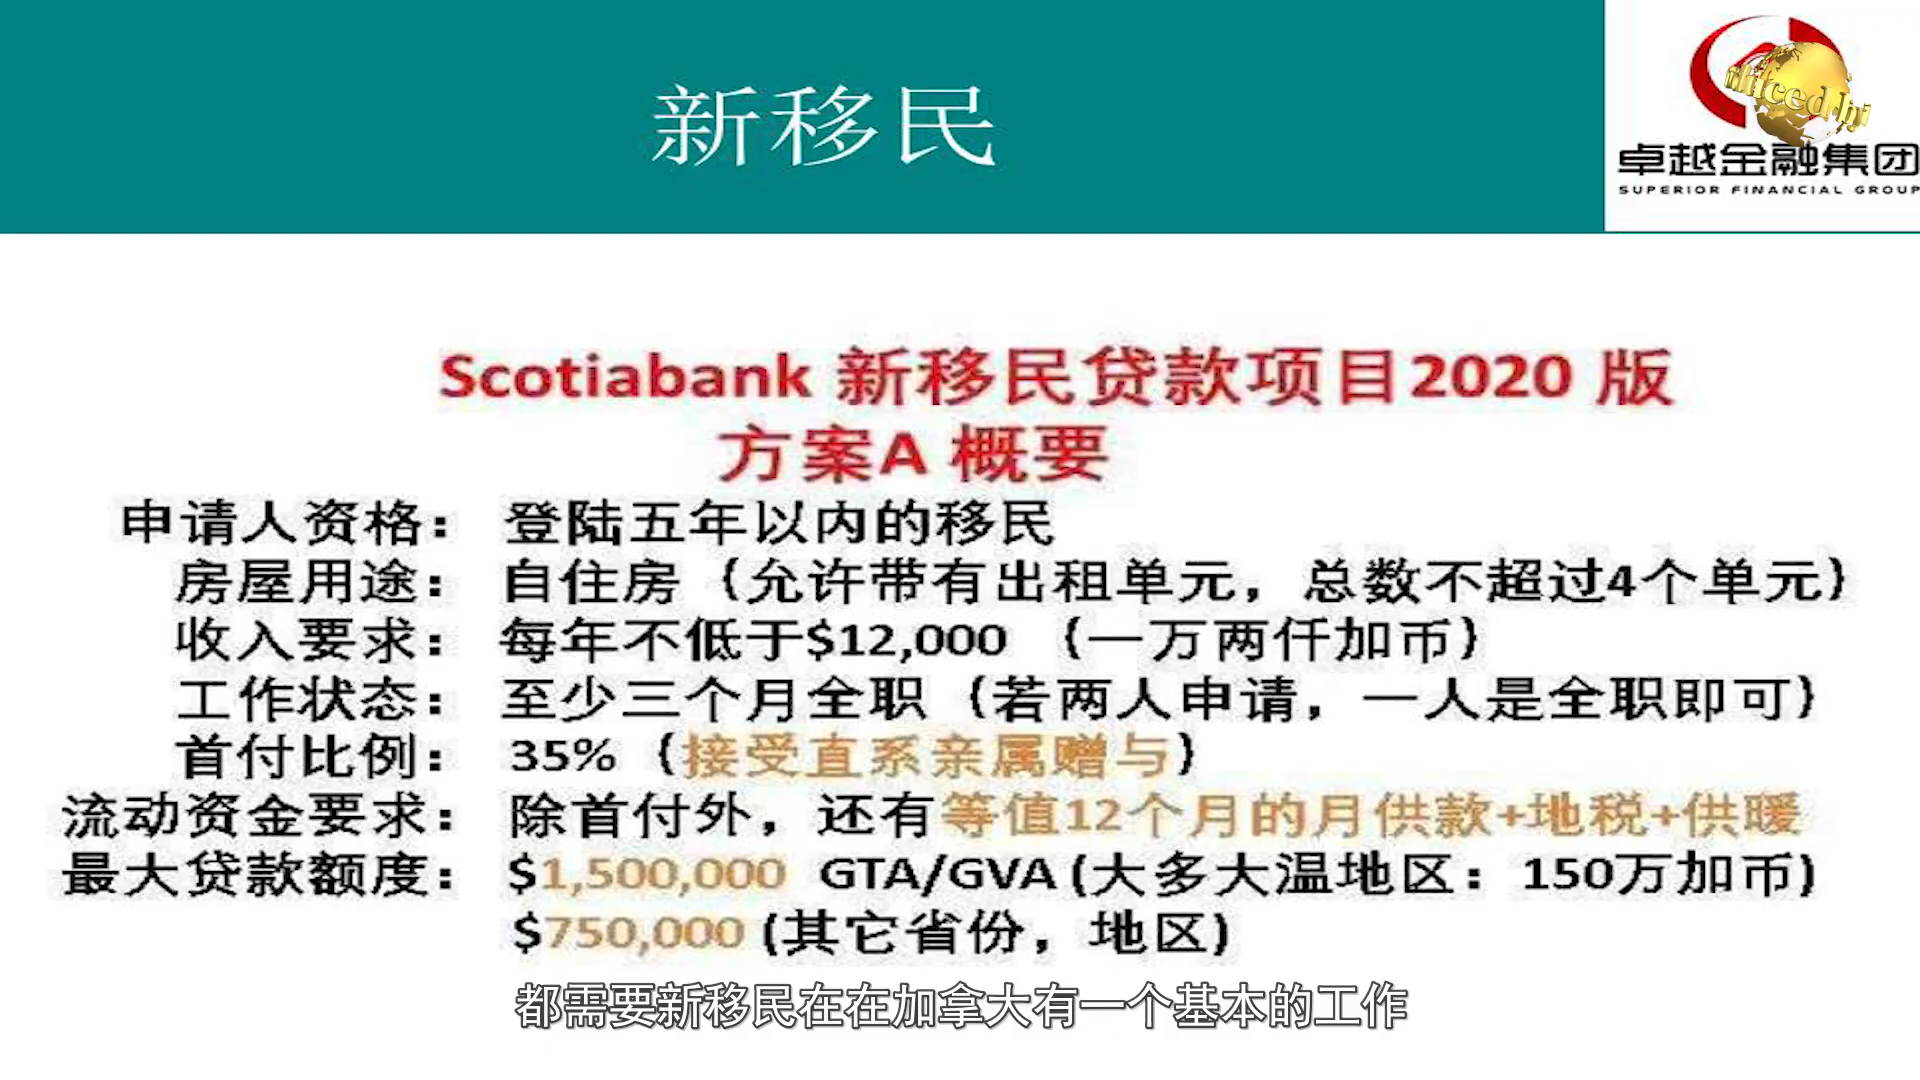 新移民
卓越金融集团
SUPERIOR FINANCIAL GROUP
Scotiabank 新移民贷款项目2020 版
方案A 概要
申请人资格： 登陆五年以内的移民
房屋用途： 自住房（允许带有出租单元，总数不超过4个单元）
收入要求： 每年不低于$12,000 （一万两仟加币）
工作状态： 至少三个月全职（若两人申请，一人是全职即可）
首付比例： 35%（接受直系亲属赠与）
流动资金要求： 除首付外，还有等值12个月的月供款+地税+供暖
最大贷款额度： $1,500,000 GTA/GVA (大多大温地区：150万加币)
$750,000 (其它省份，地区)
都需要新移民在在加拿大有一个基本的工作